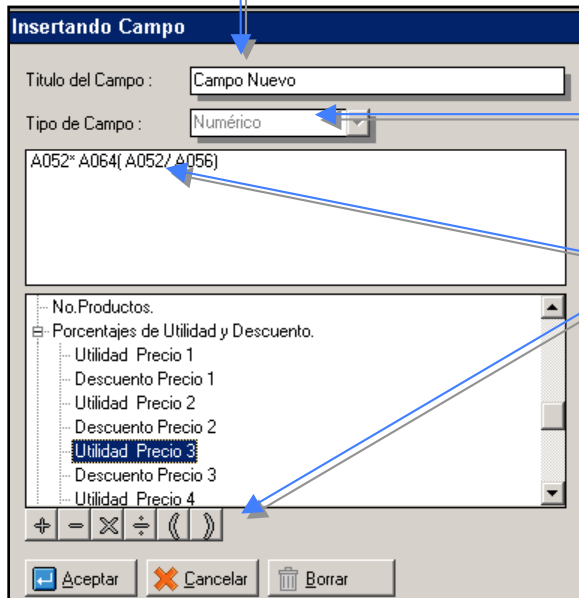 Insertando Campo
Titulo del Campo :
Campo Nuevo
Tipo de Campo :
Numérico
A052* A064( A052/ A056)
No.Productos.
Porcentajes de Utilidad y Descuento.
Utilidad Precio 1
Descuento Precio 1
Utilidad Precio 2
Descuento Precio 2
Utilidad Precio 3
Descuento Precio 3
Utilidad Precio 4
+ − × ÷ ( )
Aceptar Cancelar Borrar